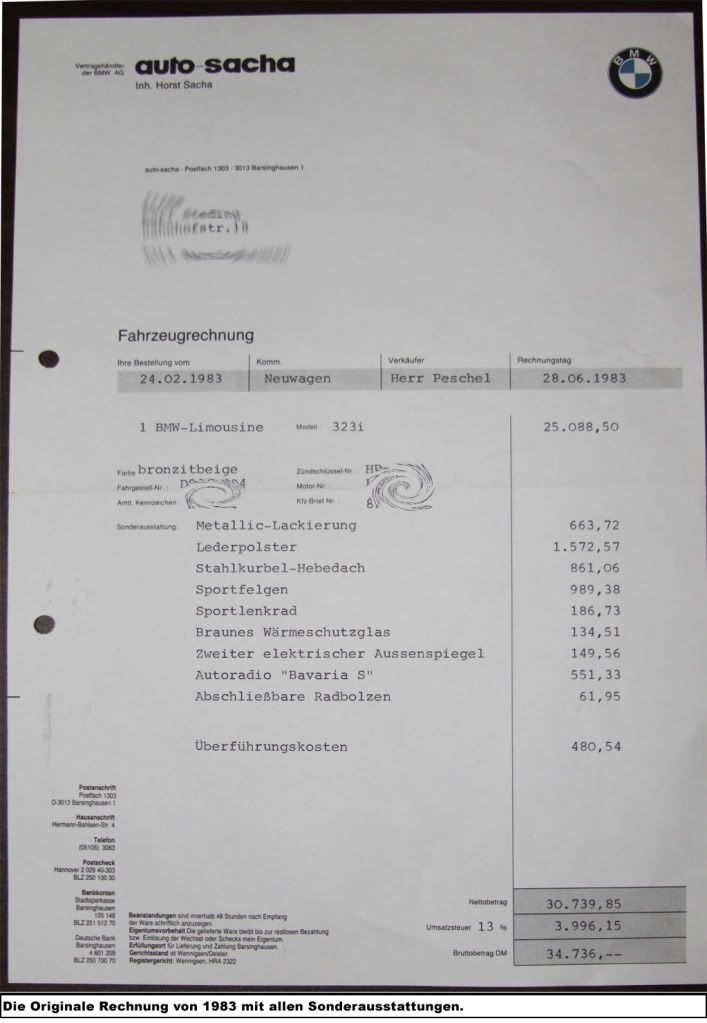 Vertragshändler
der BMW AG
auto-sacha
Inh. Horst Sacha
BMW
auto-sacha · Postfach 1303 · 3013 Barsinghausen 1
Fahrzeugrechnung
Ihre Bestellung vom Komm. Verkäufer Rechnungstag
24.02.1983 Neuwagen Herr Peschel 28.06.1983
1 BMW-Limousine Modell: 323i 25.088,50
Farbe bronzitbeige Zündschlüssel-Nr.: HP
Fahrgestell-Nr.: Motor-Nr.:
Amtl. Kennzeichen: Kfz-Brief Nr.: 8
Sonderausstattung: Metallic-Lackierung 663,72
Lederpolster 1.572,57
Stahlkurbel-Hebedach 861,06
Sportfelgen 989,38
Sportlenkrad 186,73
Braunes Wärmeschutzglas 134,51
Zweiter elektrischer Aussenspiegel 149,56
Autoradio "Bavaria S" 551,33
Abschließbare Radbolzen 61,95
Überführungskosten 480,54
Postanschrift
Postfach 1303
D-3013 Barsinghausen 1
Hausanschrift
Hermann-Bahlsen-Str. 4
Telefon
(05105) 3083
Postscheck
Hannover 2 029 40-303
BLZ 250 100 30
Bankkonten
Stadtsparkasse
Barsinghausen
105 148
BLZ 251 512 70
Deutsche Bank
Barsinghausen
4 601 209
BLZ 250 700 70
Beanstandungen sind innerhalb 48 Stunden nach Empfang
der Ware schriftlich anzuzeigen.
Eigentumsvorbehalt Die gelieferte Ware bleibt bis zur restlosen Bezahlung
bzw. Einlösung der Wechsel oder Schecks mein Eigentum.
Erfüllungsort für Lieferung und Zahlung Barsinghausen.
Gerichtsstand ist Wennigsen/Deister.
Registergericht: Wennigsen, HRA 2322
Nettobetrag 30.739,85
Umsatzsteuer 13 % 3.996,15
Bruttobetrag DM 34.736,--
Die Originale Rechnung von 1983 mit allen Sonderausstattungen.